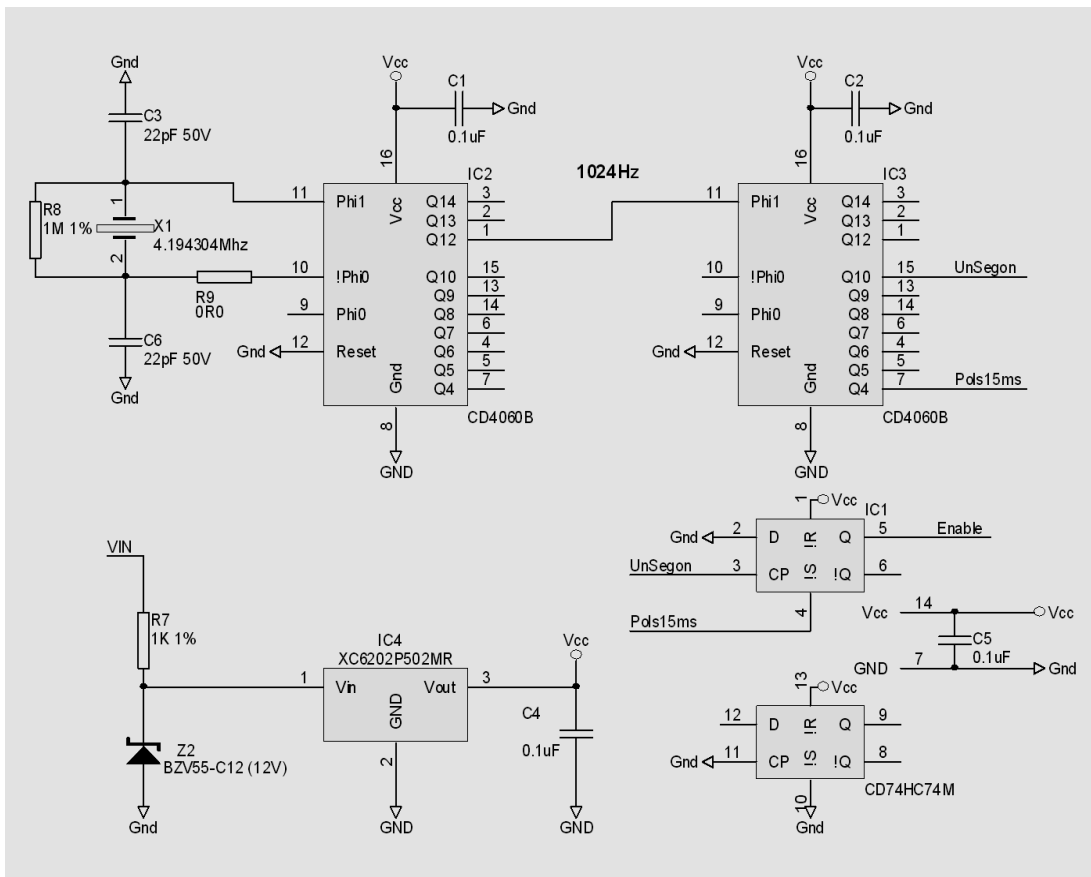 Gnd
C3
22pF 50V
R8
1M 1%
1
X1
4.194304Mhz
2
R9
0R0
C6
22pF 50V
Gnd
Vcc
C1
0.1uF
Gnd
16
IC2
11
Phi1
Vcc
Q14
3
Q13
2
Q12
1
10
!Phi0
Q10
15
Q9
13
9
Phi0
Q8
14
Q7
6
Gnd
12
Reset
Q6
4
Q5
5
Gnd
Q4
7
8
CD4060B
GND
1024Hz
Vcc
C2
0.1uF
Gnd
16
IC3
11
Phi1
Vcc
Q14
3
Q13
2
Q12
1
10
!Phi0
Q10
15
UnSegon
Q9
13
9
Phi0
Q8
14
Q7
6
Gnd
12
Reset
Q6
4
Q5
5
Gnd
Q4
7
Pols15ms
8
CD4060B
GND
VIN
R7
1K 1%
Z2
BZV55-C12 (12V)
Gnd
IC4
XC6202P502MR
1
Vin
GND
Vout
3
2
GND
Vcc
C4
0.1uF
GND
1
Vcc
IC1
Gnd
2
D
!R
Q
5
Enable
UnSegon
3
CP
!S
!Q
6
4
Pols15ms
Vcc
14
Vcc
C5
0.1uF
GND
7
Gnd
13
Vcc
12
D
!R
Q
9
Gnd
11
CP
!S
!Q
8
10
CD74HC74M
Gnd